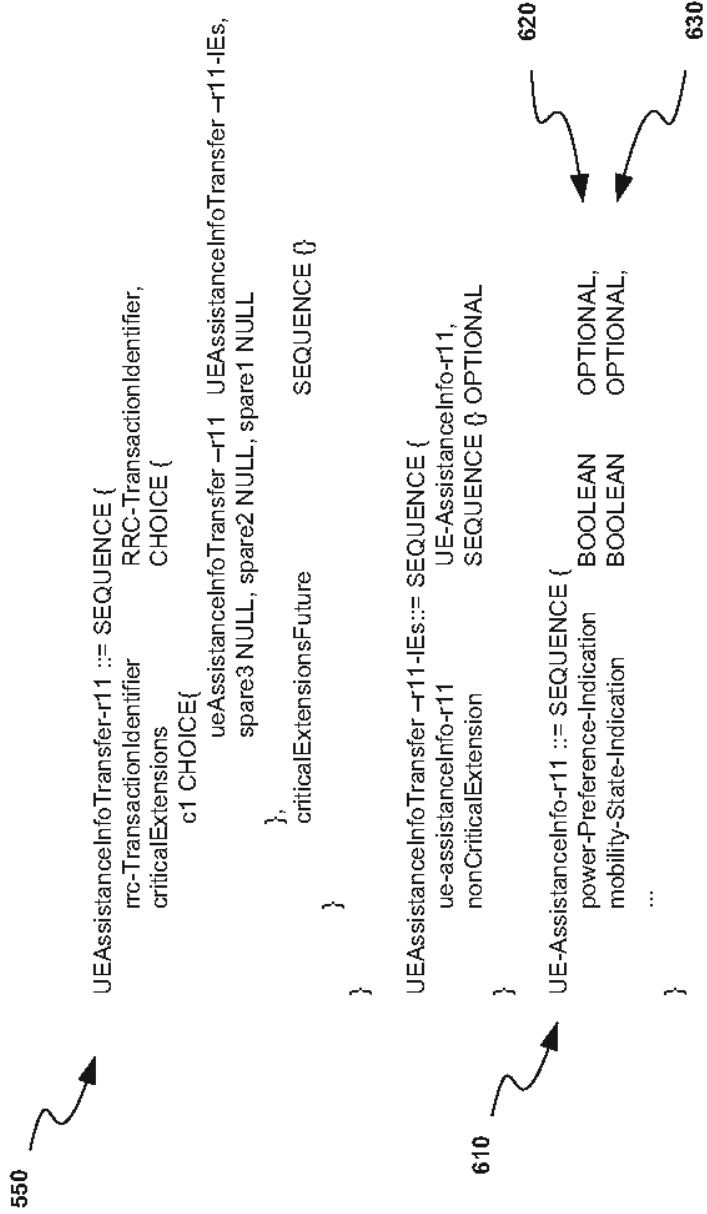 550
UEAssistanceInfoTransfer-r11 ::= SEQUENCE {
rrc-TransactionIdentifier RRC-TransactionIdentifier,
criticalExtensions CHOICE {
c1 CHOICE{
ueAssistanceInfoTransfer –r11 UEAssistanceInfoTransfer –r11-IEs,
spare3 NULL, spare2 NULL, spare1 NULL
},
criticalExtensionsFuture SEQUENCE {}
}
}
UEAssistanceInfoTransfer –r11-IEs::= SEQUENCE {
ue-assistanceInfo-r11 UE-AssistanceInfo-r11,
nonCriticalExtension SEQUENCE {} OPTIONAL
}
610
UE-AssistanceInfo-r11 ::= SEQUENCE {
power-Preference-Indication BOOLEAN OPTIONAL,
620
mobility-State-Indication BOOLEAN OPTIONAL,
630
...
}